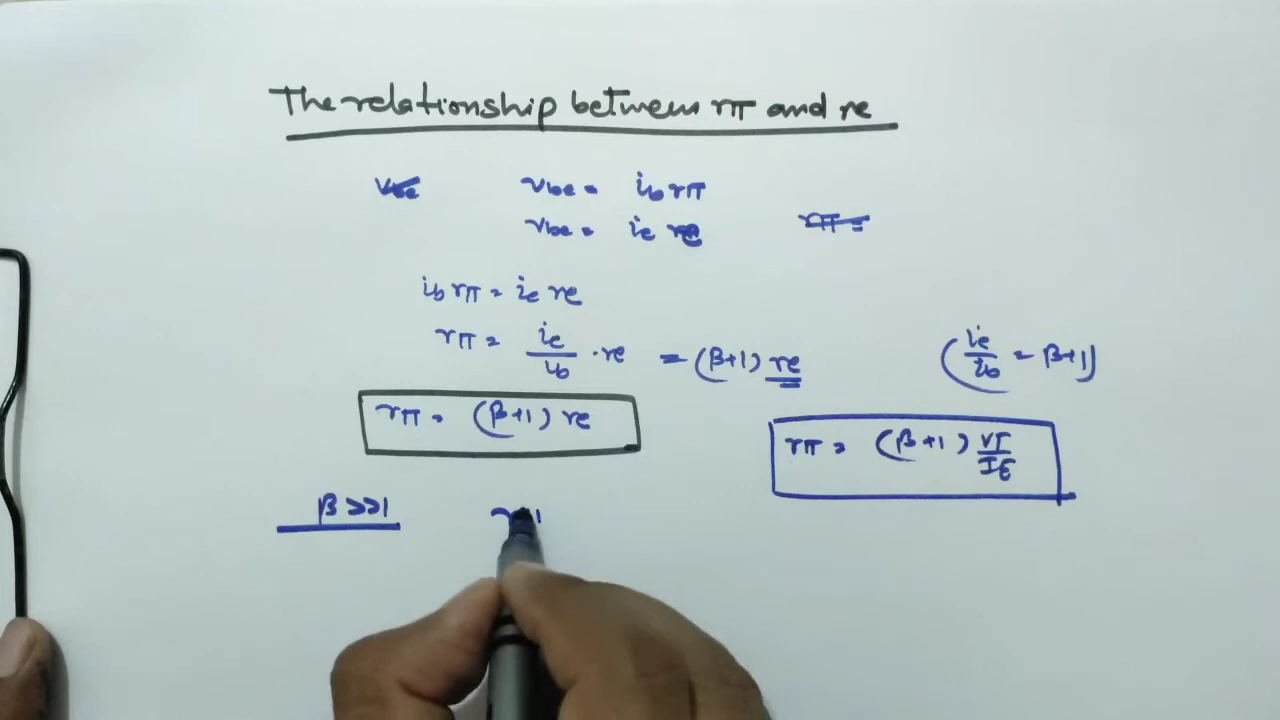 The relationship between rπ and re
vbe = ib rπ
vbe = ie re
ib rπ = ie re
rπ = ie/ib · re = (β+1) re (ie/ib = β+1)
rπ = (β+1) re
rπ = (β+1) VT/IE
β >> 1